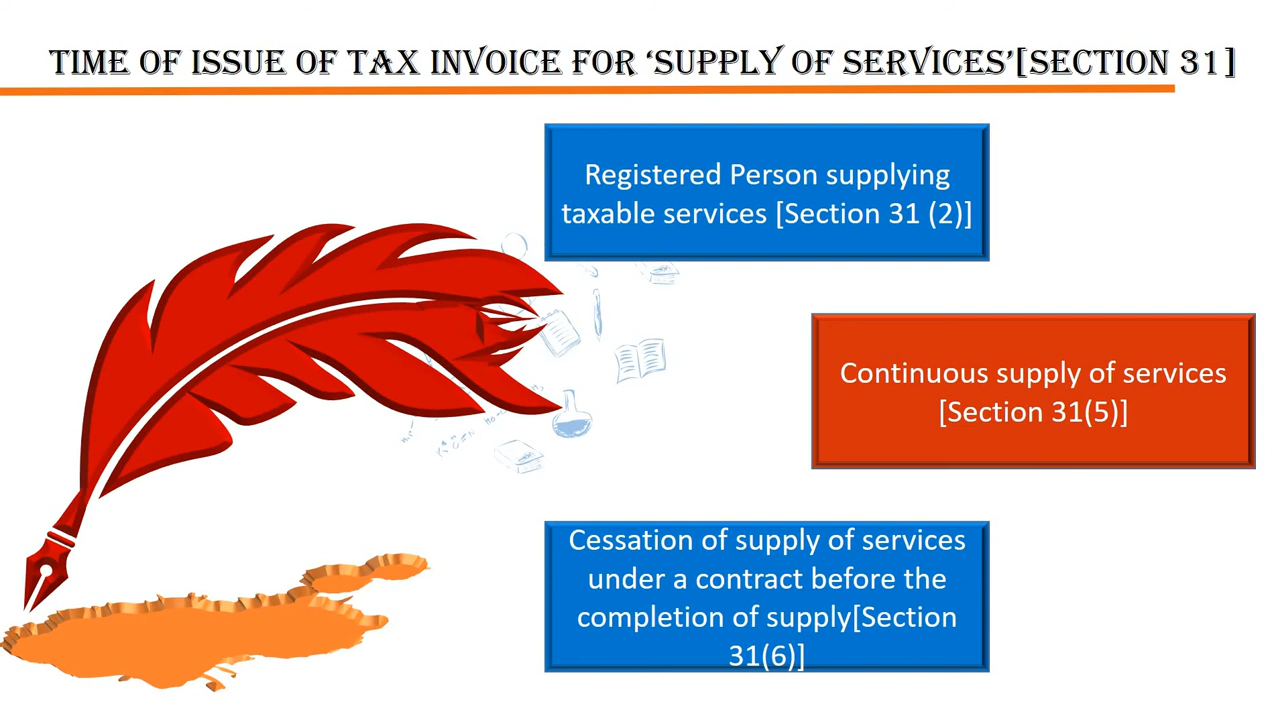 TIME OF ISSUE OF TAX INVOICE FOR ‘SUPPLY OF SERVICES’[SECTION 31]
Registered Person supplying
taxable services [Section 31 (2)]
Continuous supply of services
[Section 31(5)]
Cessation of supply of services
under a contract before the
completion of supply[Section
31(6)]